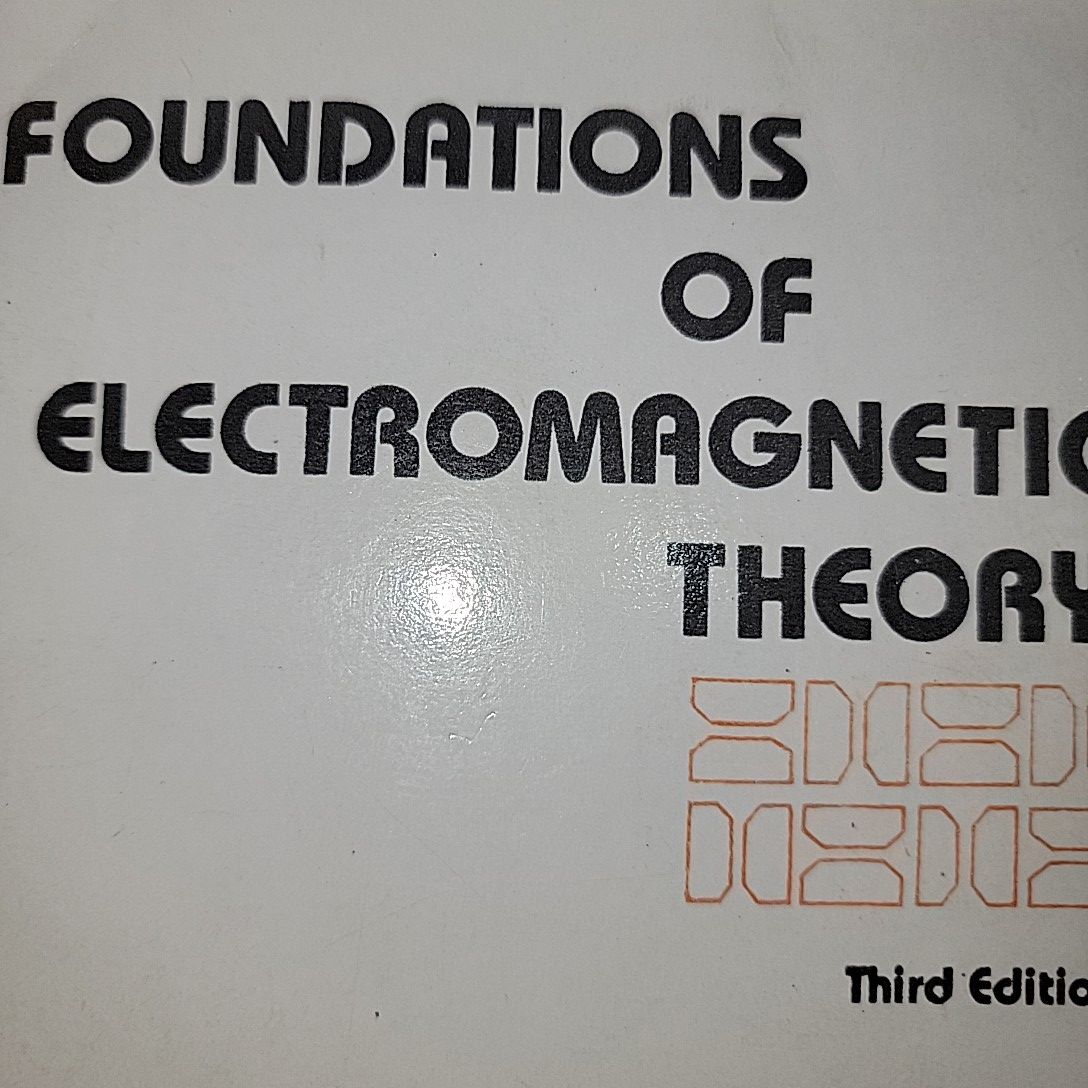 FOUNDATIONS
OF
ELECTROMAGNETIC
THEORY
Third Edition